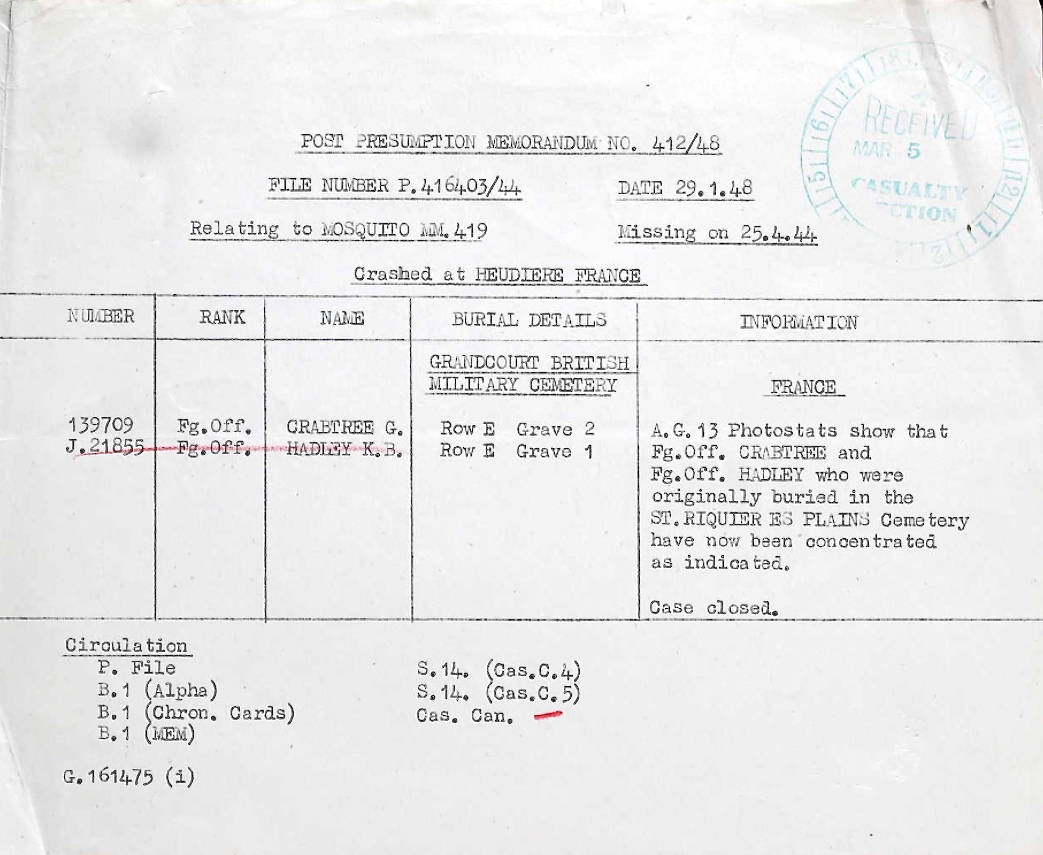 POST PRESUMPTION MEMORANDUM NO. 412/48
RECEIVED
MAR 5
CASUALTY
FILE NUMBER P.416403/44 DATE 29.1.48
Relating to MOSQUITO MM.419 Missing on 25.4.44
Crashed at HEUDIERE FRANCE
NUMBER RANK NAME BURIAL DETAILS INFORMATION
GRANDCOURT BRITISH
MILITARY CEMETERY FRANCE
139709 Fg.Off. CRABTREE G. Row E Grave 2 A.G.13 Photostats show that
J.21855 Fg.Off. HADLEY K.B. Row E Grave 1 Fg.Off. CRABTREE and
Fg.Off. HADLEY who were
originally buried in the
ST.RIQUIER ES PLAINS Cemetery
have now been concentrated
as indicated.
Case closed.
Circulation
P. File S.14. (Cas.C.4)
B.1 (Alpha) S.14. (Cas.C.5)
B.1 (Chron. Cards) Cas. Can.
B.1 (MEM)
G.161475 (i)